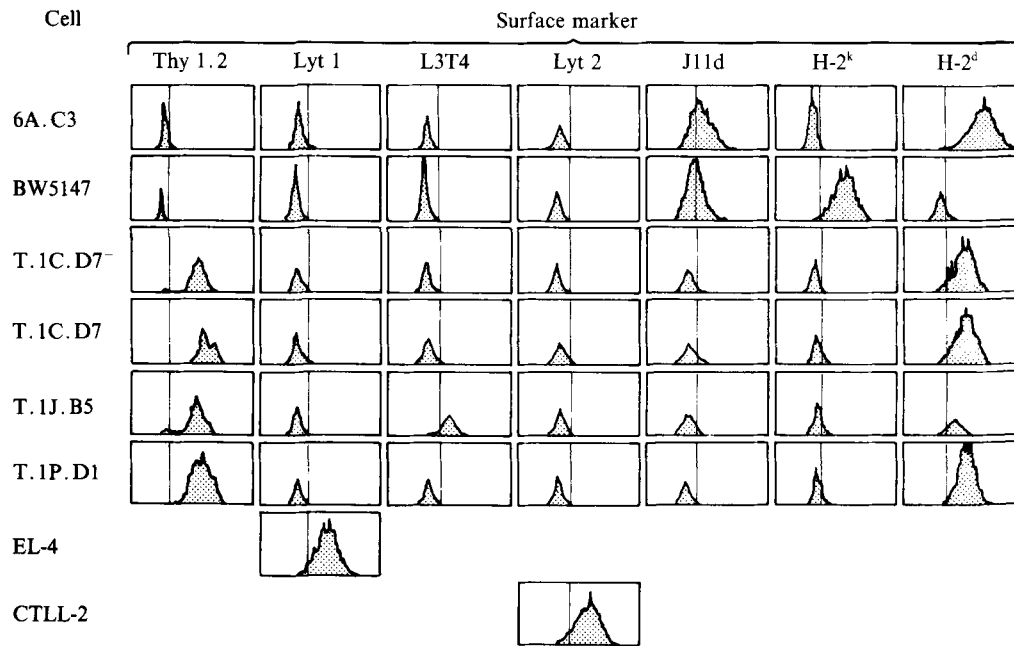 Cell
Surface marker
Thy 1.2 Lyt 1 L3T4 Lyt 2 J11d H-2ᵏ H-2ᵈ
6A.C3
BW5147
T.1C.D7⁻
T.1C.D7
T.1J.B5
T.1P.D1
EL-4
CTLL-2